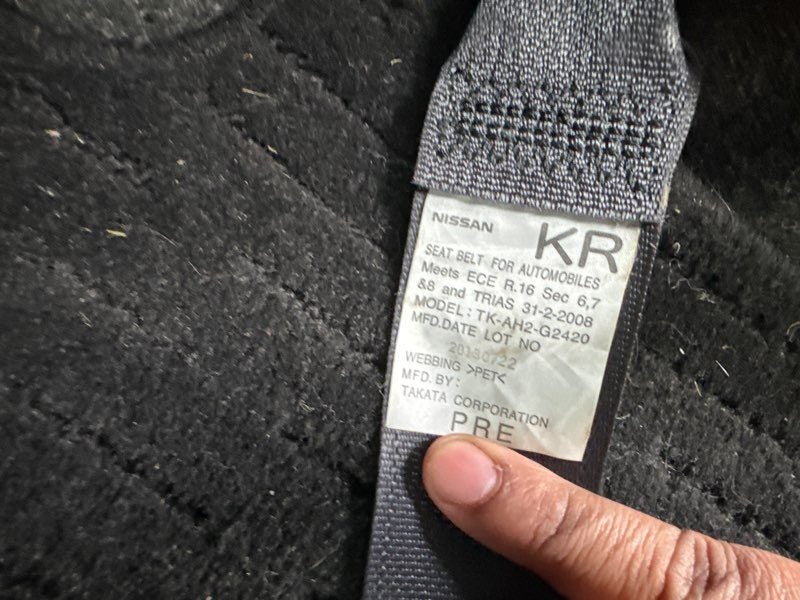 NISSAN KR
SEAT BELT FOR AUTOMOBILES
Meets ECE R.16 Sec 6,7
&8 and TRIAS 31-2-2008
MODEL : TK-AH2-G2420
MFD.DATE LOT NO
20130722
WEBBING >PET<
MFD. BY :
TAKATA CORPORATION
PRE